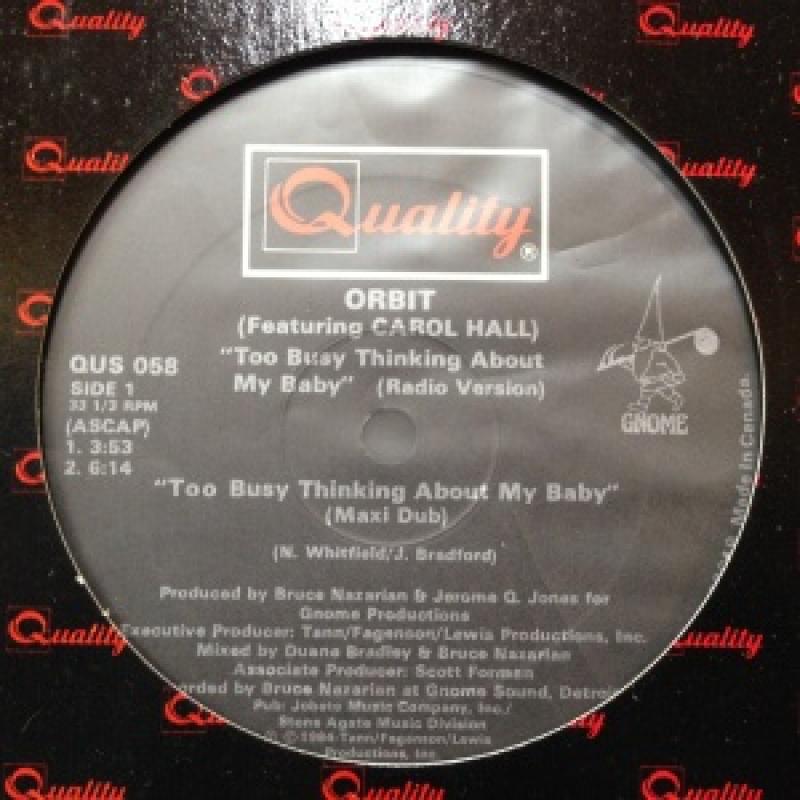 Quality
Quality
Quality
Quality
Quality®
ORBIT
(Featuring CAROL HALL)
"Too Busy Thinking About
My Baby" (Radio Version)
GNOME
QUS 058
SIDE 1
33 1/3 RPM
(ASCAP)
1. 3:53
2. 6:14
"Too Busy Thinking About My Baby"
(Maxi Dub)
(N. Whitfield/J. Bradford)
Made in Canada.
Produced by Bruce Nazarian & Jerome G. Jonas for
Gnome Productions
Executive Producer: Tann/Fagenson/Lewis Productions, Inc.
Mixed by Duane Bradley & Bruce Nazarian
Associate Producer: Scott Forman
by Bruce Nazarian at Gnome Sound,
Pub: Jobete Music Company, Inc./
Stone Agate Music Division
℗ © 1984 Tann/Fagenson/Lewis
Productions, Inc.
Quality
Quality
Quality
Quality
Quality